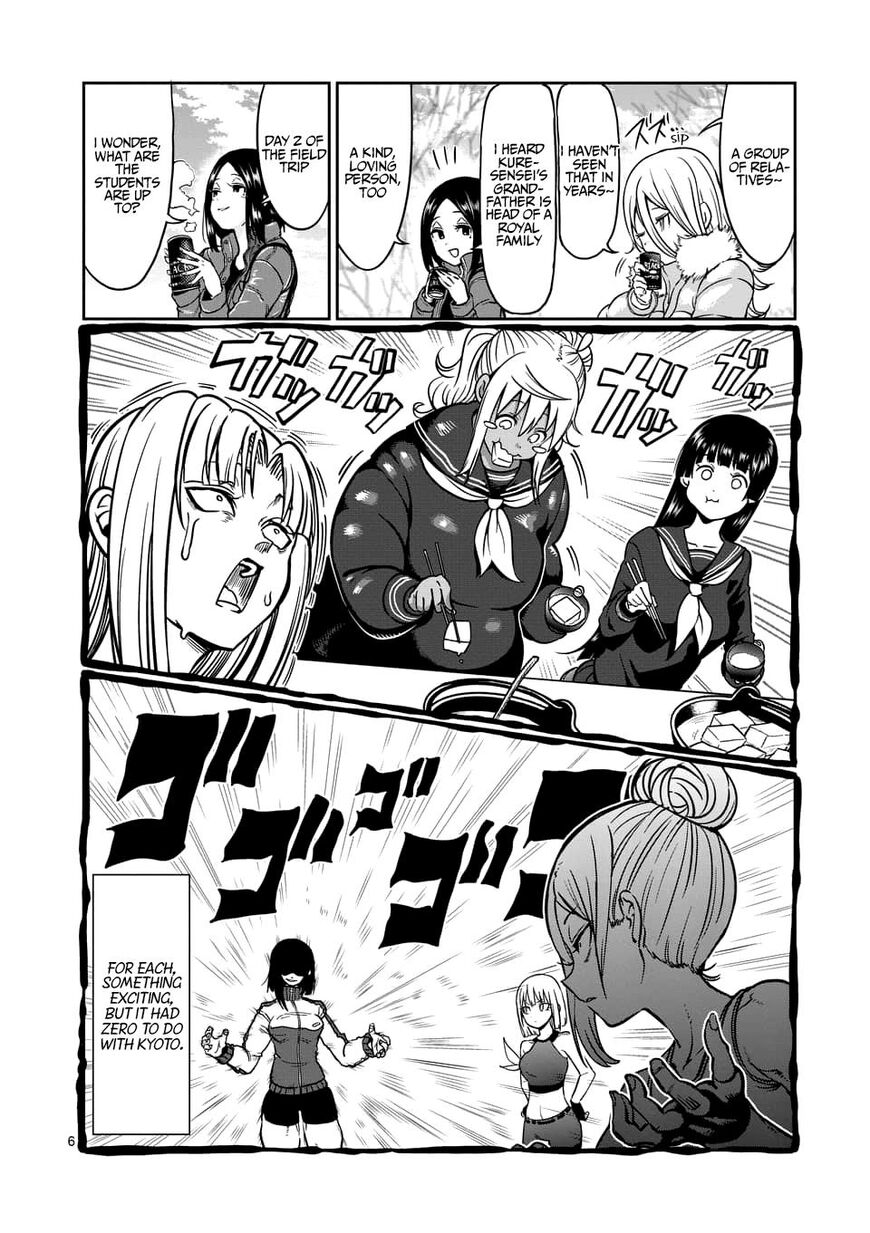 A GROUP OF RELA-
TIVES~
ズズ
sip
I HAVEN'T
SEEN
THAT IN
YEARS~
I HEARD
KURE-
SENSEI'S
GRAND-
FATHER IS
HEAD OF A
ROYAL
FAMILY
A KIND,
LOVING
PERSON,
TOO
DAY 2 OF
THE FIELD
TRIP
I WONDER,
WHAT ARE
THE
STUDENTS
ARE UP
TO?
ガッ
ガッ
ガッ
ガッ
ゴ
ゴ
ゴ
ゴ
ゴ
FOR EACH,
SOMETHING
EXCITING,
BUT IT HAD
ZERO TO DO
WITH KYOTO.
6